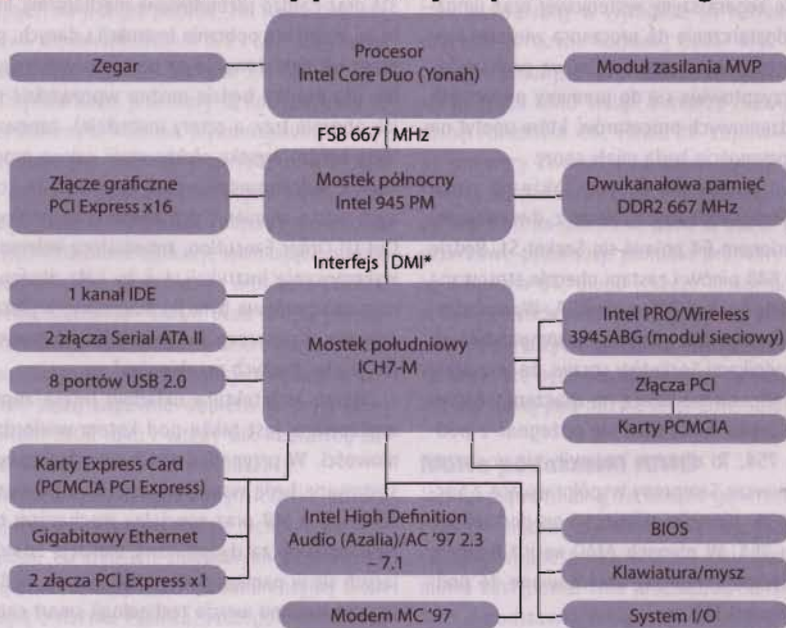 Procesor
Intel Core Duo (Yonah)
Zegar
Moduł zasilania MVP
FSB 667 MHz
Złącze graficzne
PCI Express x16
Mostek północny
Intel 945 PM
Dwukanałowa pamięć
DDR2 667 MHz
Interfejs DMI*
1 kanał IDE
2 złącza Serial ATA II
8 portów USB 2.0
Mostek południowy
ICH7-M
Intel PRO/Wireless
3945ABG (moduł sieciowy)
Złącza PCI
Karty PCMCIA
Karty Express Card
(PCMCIA PCI Express)
Gigabitowy Ethernet
2 złącza PCI Express x1
Intel High Definition
Audio (Azalia)/AC '97 2.3
– 7.1
Modem MC '97
BIOS
Klawiatura/mysz
System I/O